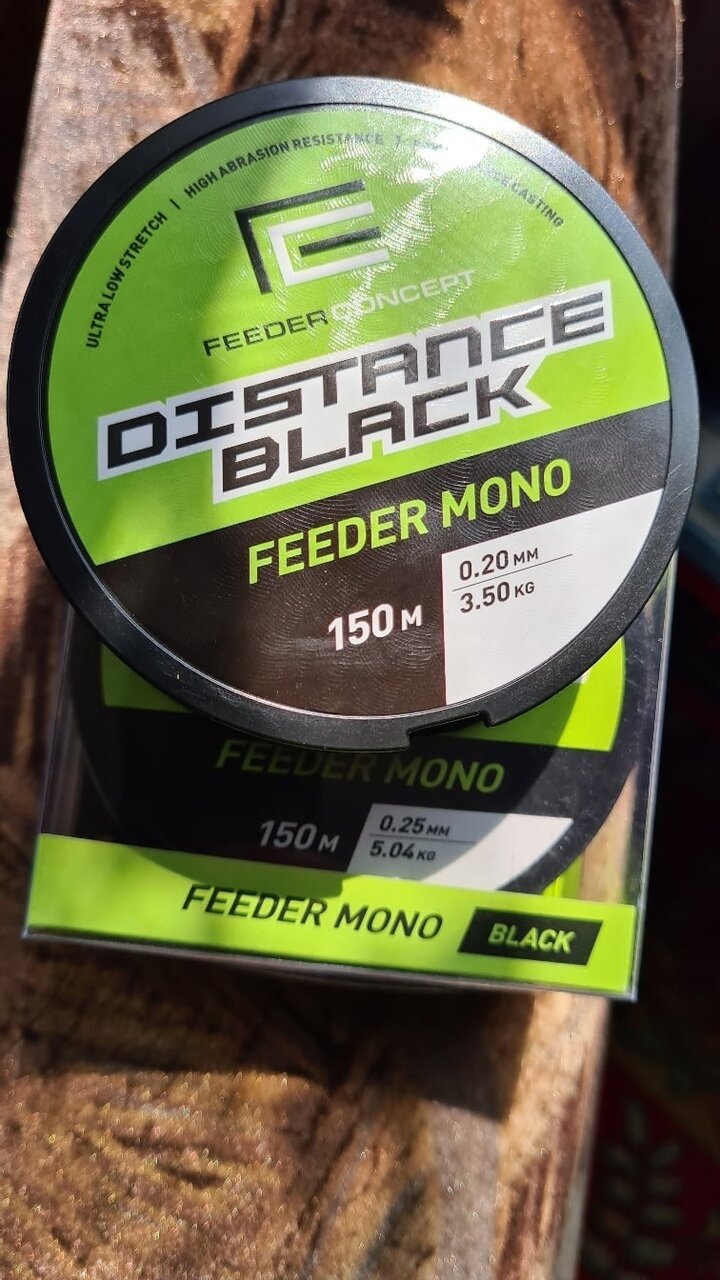 ULTRA LOW STRETCH | HIGH ABRASION RESISTANCE | CASTING
FEEDER CONCEPT
DISTANCE
BLACK
FEEDER MONO
150 M
0.20 MM
3.50 KG
FEEDER MONO
150 M
0.25 MM
5.04 KG
FEEDER MONO BLACK